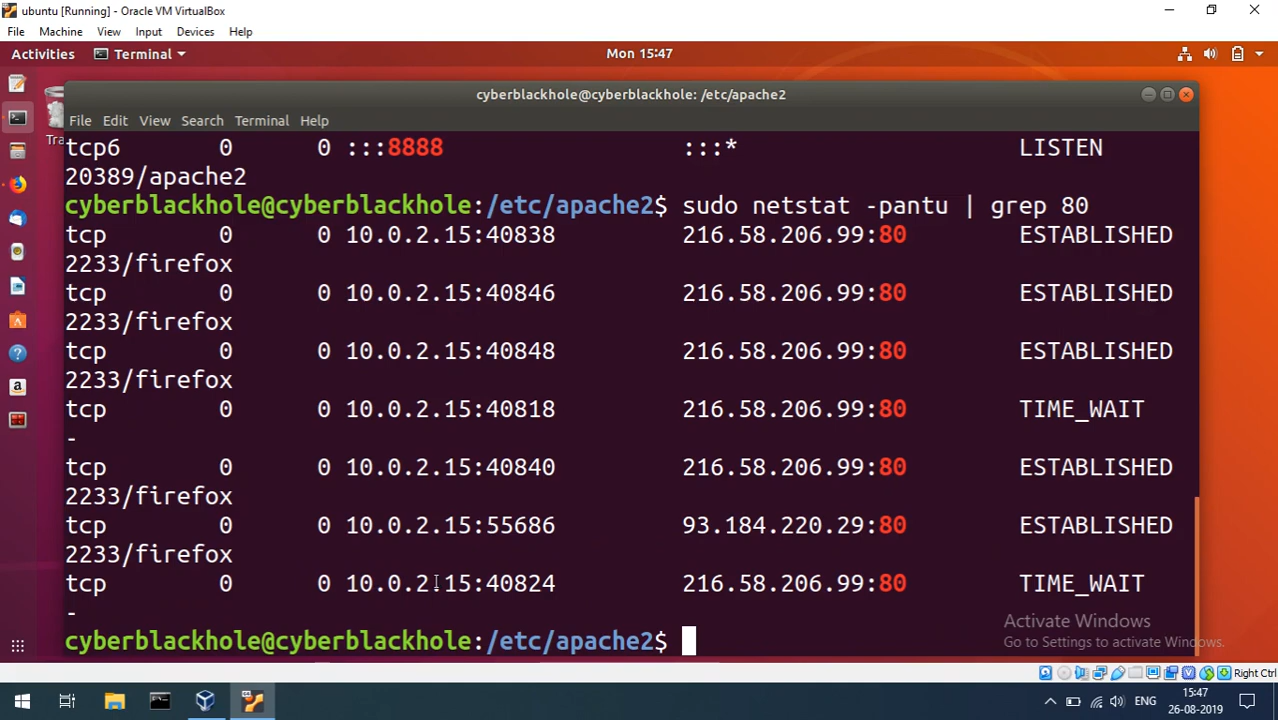 ubuntu [Running] - Oracle VM VirtualBox
File Machine View Input Devices Help
Activities Terminal Mon 15:47
cyberblackhole@cyberblackhole: /etc/apache2
File Edit View Search Terminal Help
Tra
tcp6 0 0 :::8888 :::* LISTEN
20389/apache2
cyberblackhole@cyberblackhole:/etc/apache2$ sudo netstat -pantu | grep 80
tcp 0 0 10.0.2.15:40838 216.58.206.99:80 ESTABLISHED
2233/firefox
tcp 0 0 10.0.2.15:40846 216.58.206.99:80 ESTABLISHED
2233/firefox
tcp 0 0 10.0.2.15:40848 216.58.206.99:80 ESTABLISHED
2233/firefox
tcp 0 0 10.0.2.15:40818 216.58.206.99:80 TIME_WAIT
-
tcp 0 0 10.0.2.15:40840 216.58.206.99:80 ESTABLISHED
2233/firefox
tcp 0 0 10.0.2.15:55686 93.184.220.29:80 ESTABLISHED
2233/firefox
tcp 0 0 10.0.2.15:40824 216.58.206.99:80 TIME_WAIT
-
cyberblackhole@cyberblackhole:/etc/apache2$
Activate Windows
Go to Settings to activate Windows.
Right Ctrl
ENG 15:47
26-08-2019